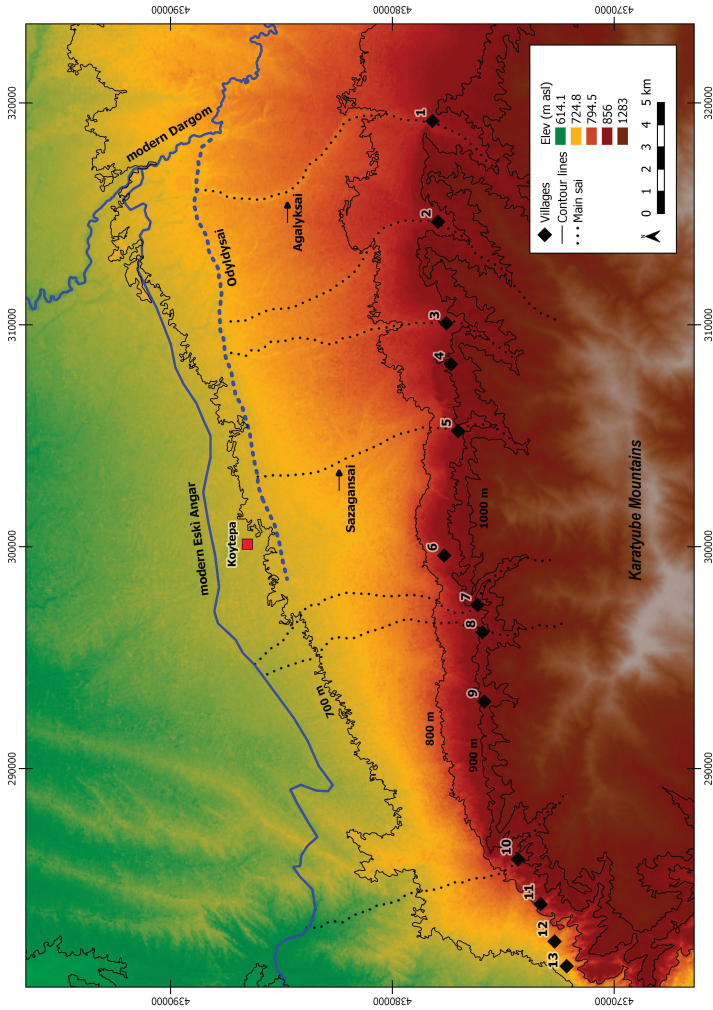 290000
300000
310000
320000
4390000
4380000
4370000
modern Dargom
Odyldysai
Agalyksai
modern Eski Angar
Koytepa
Sazagansai
700 m
800 m
900 m
1000 m
Karatyube Mountains
13
12
11
10
9
8
7
6
5
4
3
2
1
Villages
Contour lines
Main sai
Elev (m asl)
614.1
724.8
794.5
856
1283
N
0 1 2 3 4 5 km
4390000
4380000
4370000
290000
300000
310000
320000